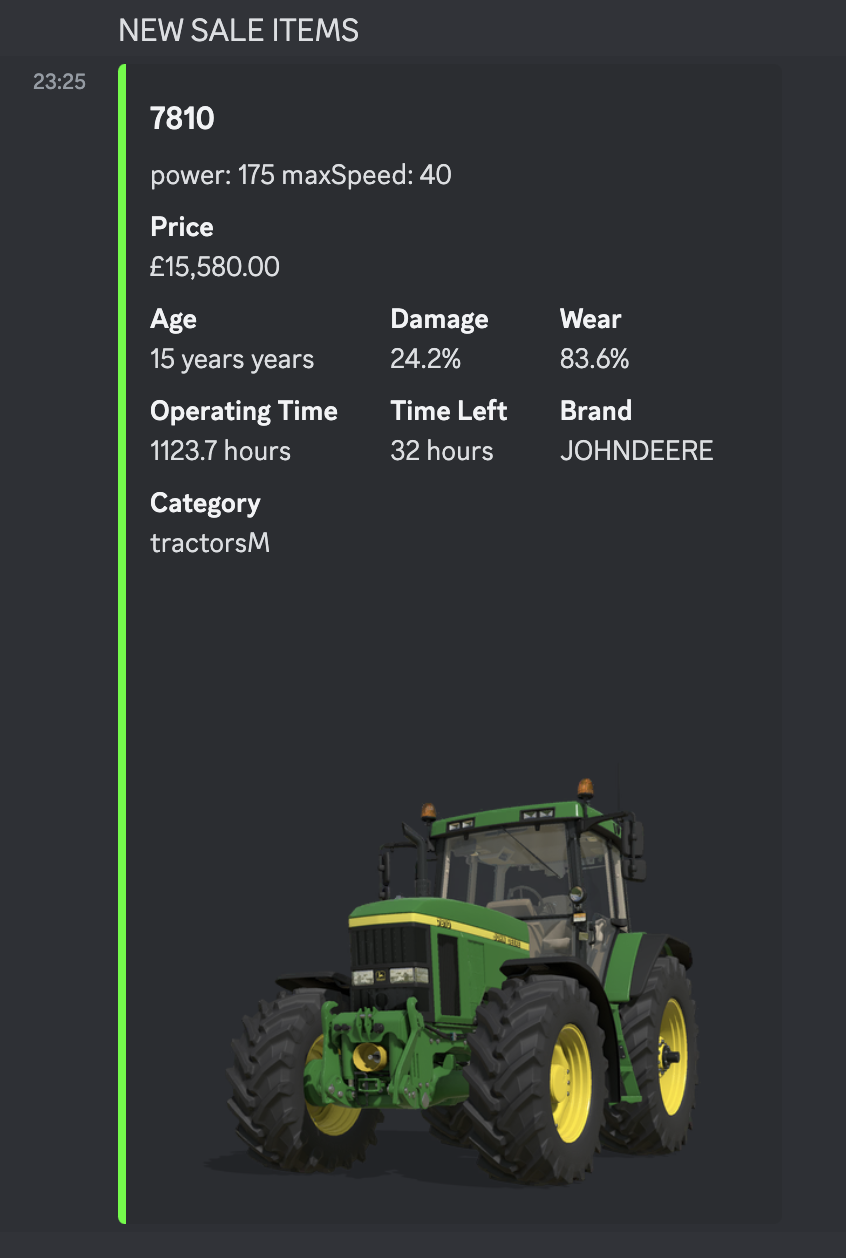 NEW SALE ITEMS
23:25
7810
power: 175 maxSpeed: 40
Price
£15,580.00
Age Damage Wear
15 years years 24.2% 83.6%
Operating Time Time Left Brand
1123.7 hours 32 hours JOHNDEERE
Category
tractorsM